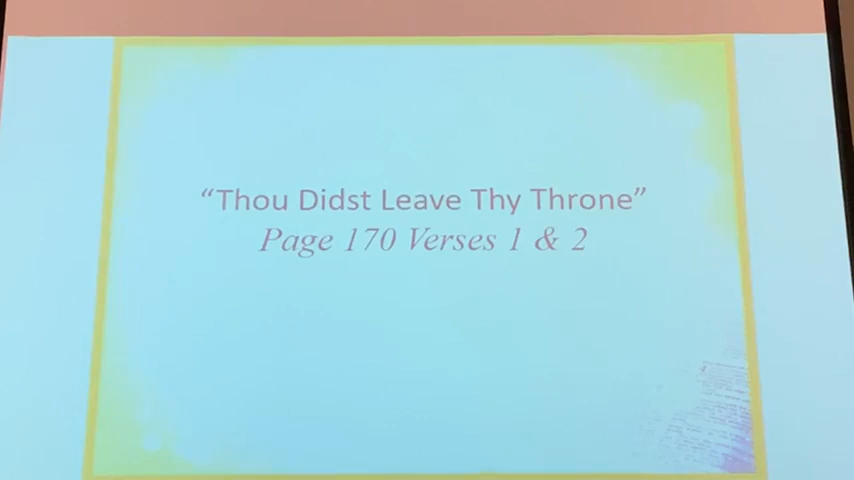 “Thou Didst Leave Thy Throne”
Page 170 Verses 1 & 2